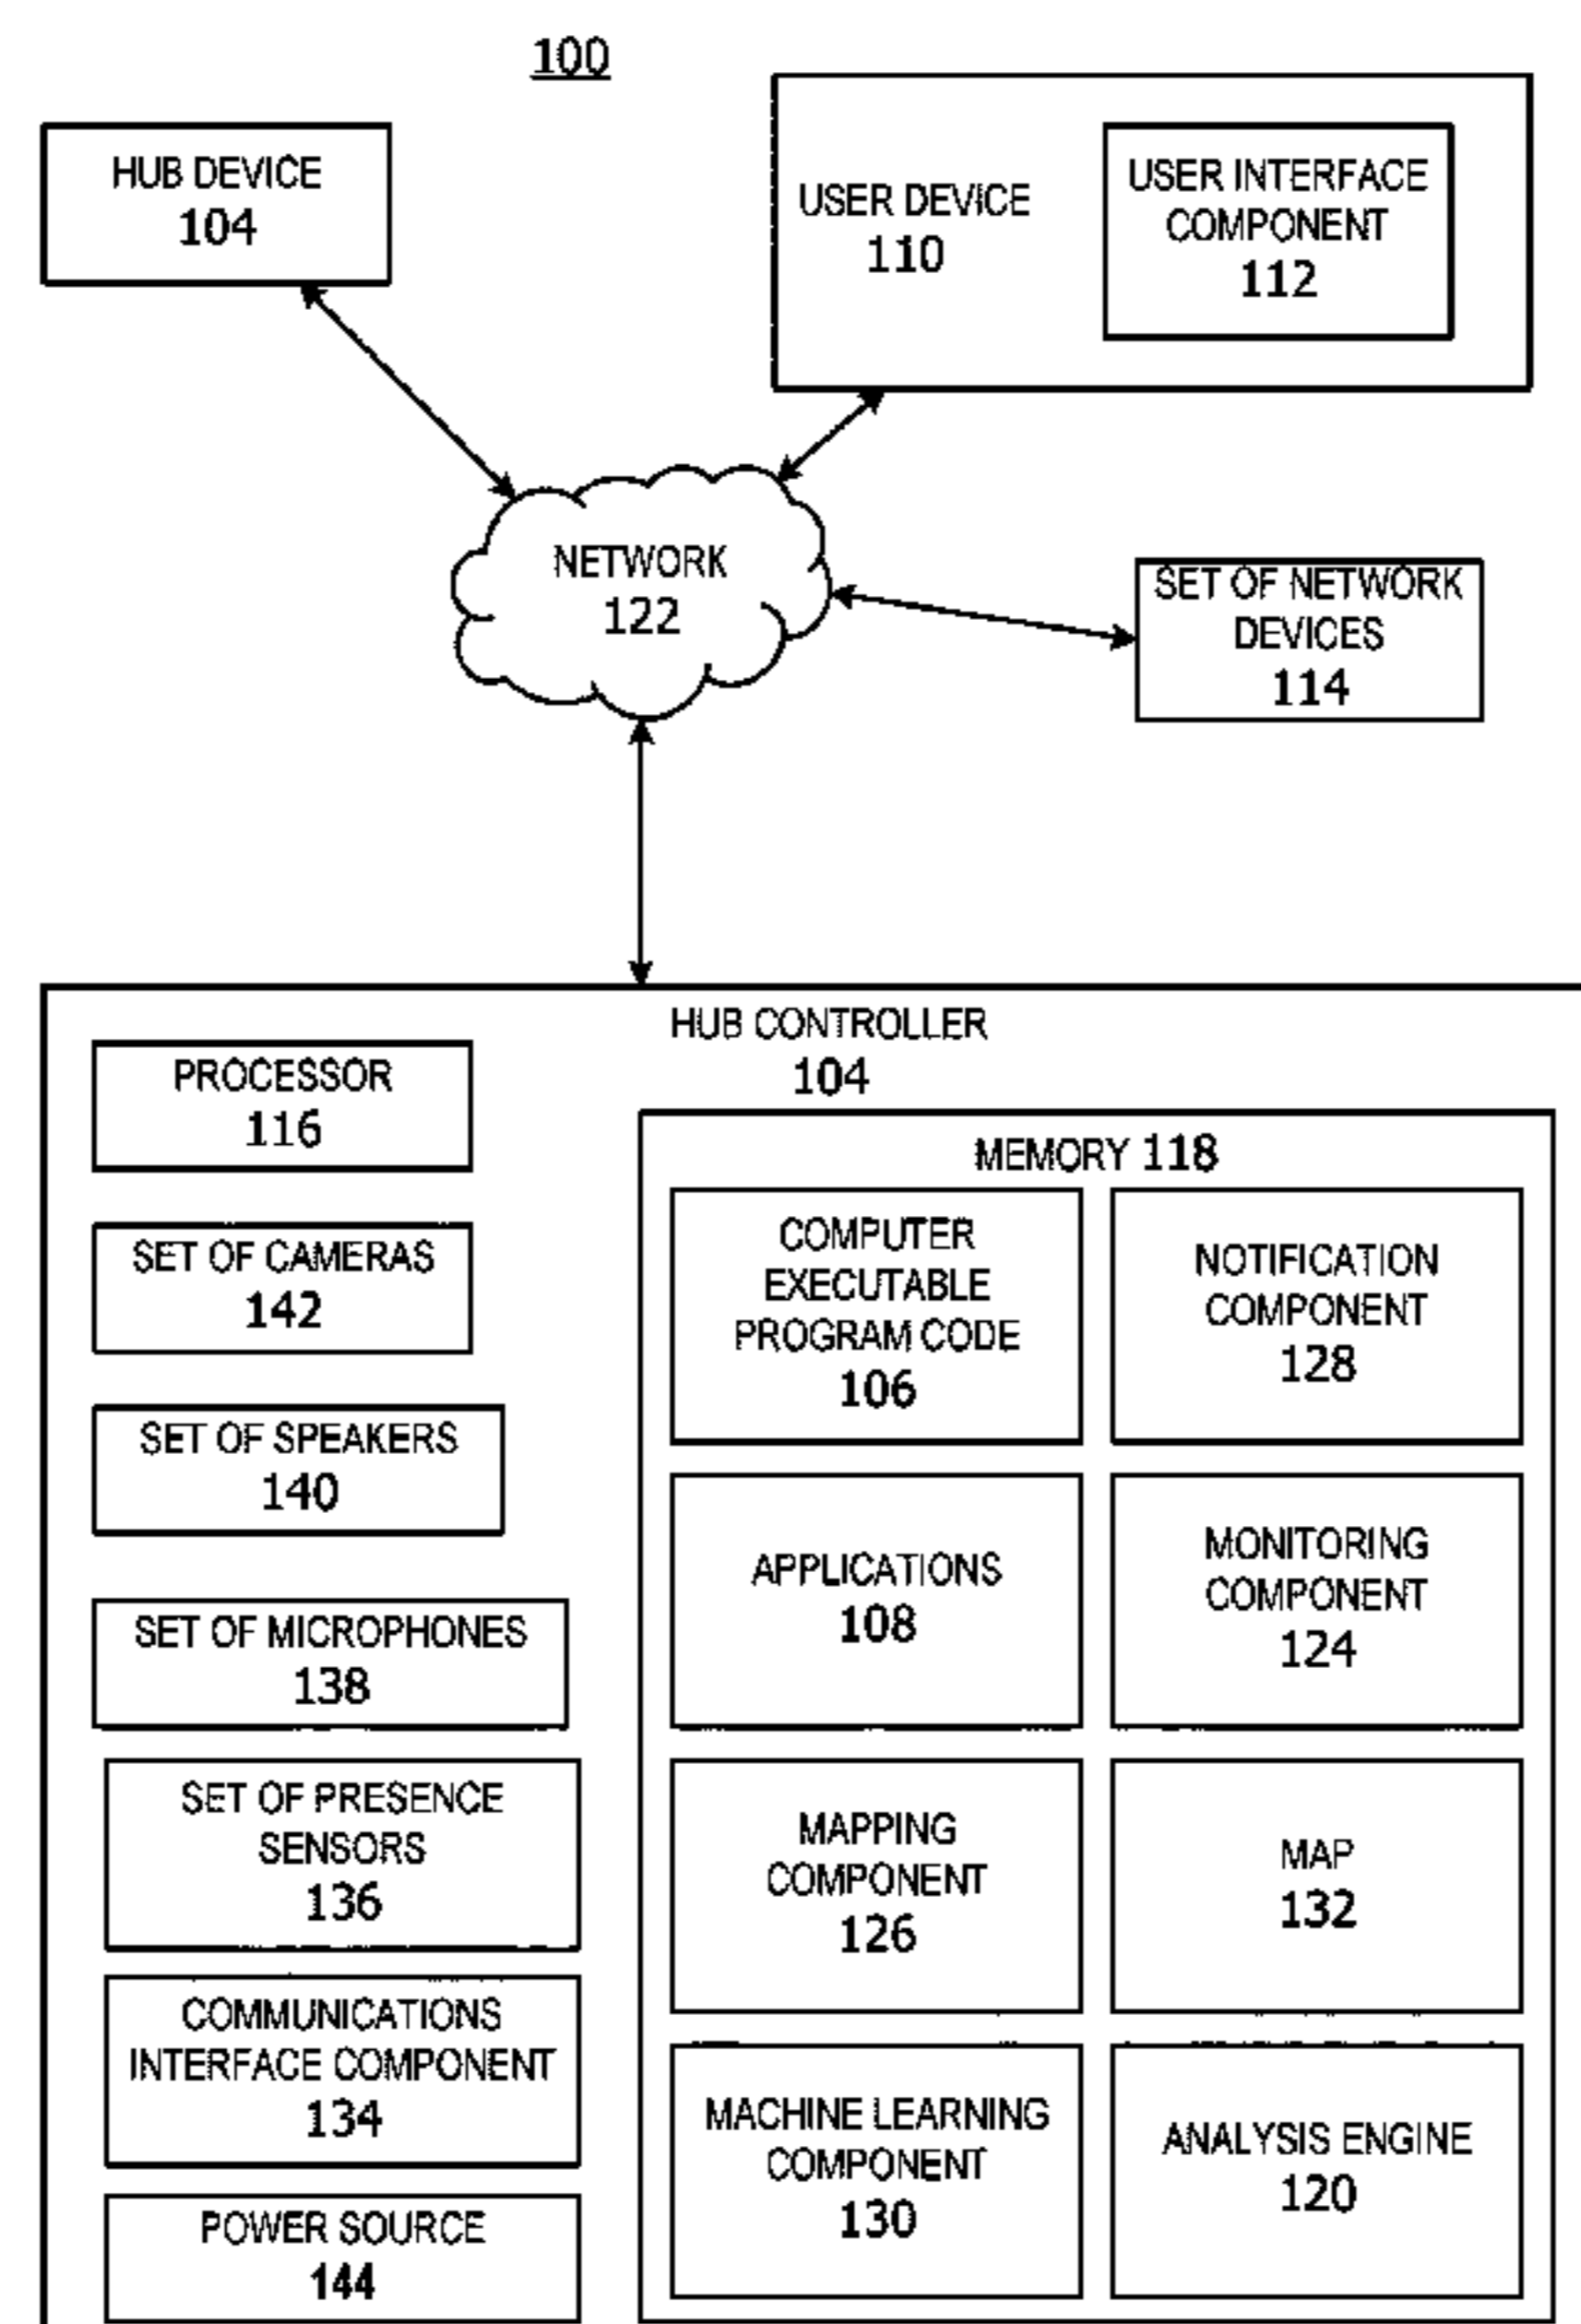 100
HUB DEVICE
104
USER DEVICE
110
USER INTERFACE
COMPONENT
112
NETWORK
122
SET OF NETWORK
DEVICES
114
HUB CONTROLLER
104
PROCESSOR
116
SET OF CAMERAS
142
SET OF SPEAKERS
140
SET OF MICROPHONES
138
SET OF PRESENCE
SENSORS
136
COMMUNICATIONS
INTERFACE COMPONENT
134
POWER SOURCE
144
MEMORY 118
COMPUTER
EXECUTABLE
PROGRAM CODE
106
NOTIFICATION
COMPONENT
128
APPLICATIONS
108
MONITORING
COMPONENT
124
MAPPING
COMPONENT
126
MAP
132
MACHINE LEARNING
COMPONENT
130
ANALYSIS ENGINE
120